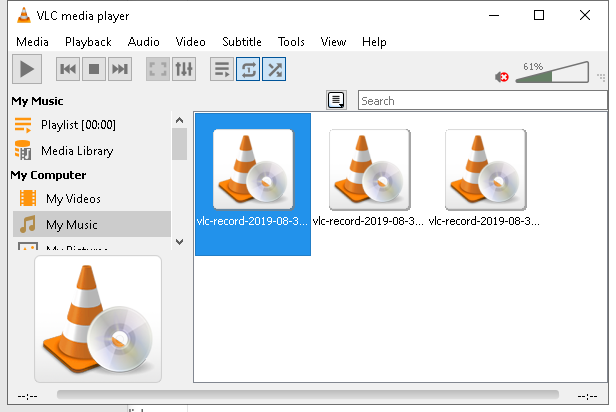 VLC media player
Media Playback Audio Video Subtitle Tools View Help
61%
My Music
Search
Playlist [00:00]
Media Library
My Computer
My Videos
My Music
My Pictures
vlc-record-2019-08-3... vlc-record-2019-08-3... vlc-record-2019-08-3...
--:-- --:--